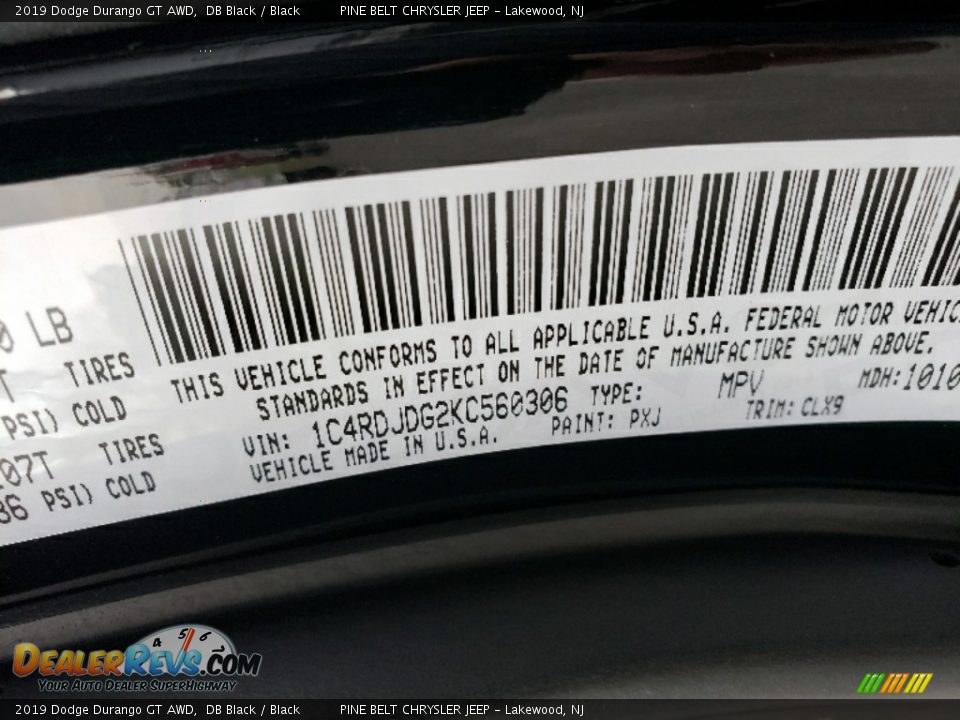 2019 Dodge Durango GT AWD, DB Black / Black PINE BELT CHRYSLER JEEP - Lakewood, NJ
0 LB
T TIRES
PSI) COLD
07T TIRES
36 PSI) COLD
THIS VEHICLE CONFORMS TO ALL APPLICABLE U.S.A. FEDERAL MOTOR VEHIC
STANDARDS IN EFFECT ON THE DATE OF MANUFACTURE SHOWN ABOVE.
VIN: 1C4RDJDG2KC560306 TYPE: MPV MDH:1010
VEHICLE MADE IN U.S.A. PAINT: PXJ TRIM: CLX9
4 5 6
DEALERREVS.COM
YOUR AUTO DEALER SUPERHIGHWAY
2019 Dodge Durango GT AWD, DB Black / Black PINE BELT CHRYSLER JEEP - Lakewood, NJ